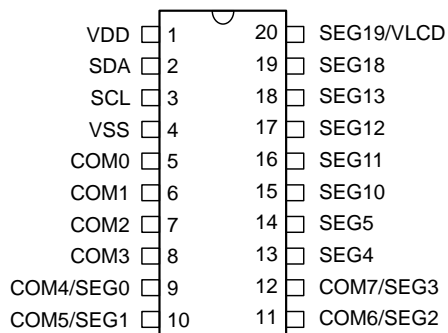 VDD 1 20 SEG19/VLCD
SDA 2 19 SEG18
SCL 3 18 SEG13
VSS 4 17 SEG12
COM0 5 16 SEG11
COM1 6 15 SEG10
COM2 7 14 SEG5
COM3 8 13 SEG4
COM4/SEG0 9 12 COM7/SEG3
COM5/SEG1 10 11 COM6/SEG2